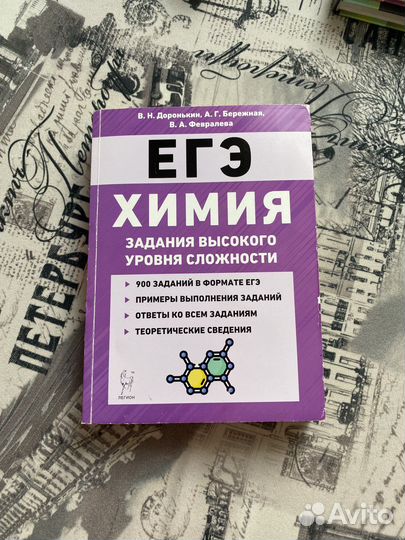 В. Н. Доронькин, А. Г. Бережная,
В. А. Февралева
ЕГЭ
ХИМИЯ
ЗАДАНИЯ ВЫСОКОГО
УРОВНЯ СЛОЖНОСТИ
900 ЗАДАНИЙ В ФОРМАТЕ ЕГЭ
ПРИМЕРЫ ВЫПОЛНЕНИЯ ЗАДАНИЙ
ОТВЕТЫ КО ВСЕМ ЗАДАНИЯМ
ТЕОРЕТИЧЕСКИЕ СВЕДЕНИЯ
ЛЕГИОН
ПЕТЕРБУРГ
Avito